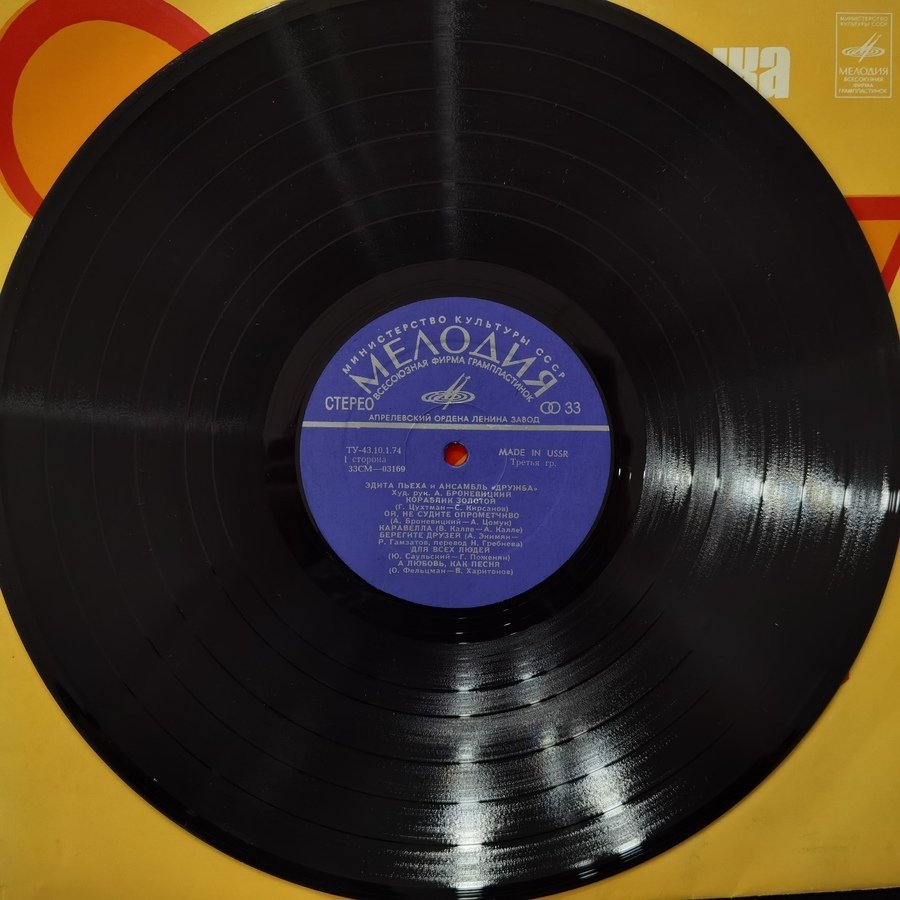 МИНИСТЕРСТВО
КУЛЬТУРЫ СССР
МЕЛОДИЯ
ВСЕСОЮЗНАЯ
ФИРМА
ГРАМПЛАСТИНОК
МИНИСТЕРСТВО КУЛЬТУРЫ СССР
МЕЛОДИЯ
ВСЕСОЮЗНАЯ ФИРМА ГРАМПЛАСТИНОК
СТЕРЕО 33
АПРЕЛЕВСКИЙ ОРДЕНА ЛЕНИНА ЗАВОД
ТУ-43.10.1.74 MADE IN USSR
1 сторона Третья гр.
33СМ—03169
ЭДИТА ПЬЕХА и АНСАМБЛЬ «ДРУЖБА»
Худ. рук. А. БРОНЕВИЦКИЙ
КОРАБЛИК ЗОЛОТОЙ
(Г. Цухтман—С. Кирсанов)
ОЙ, НЕ СУДИТЕ ОПРОМЕТЧИВО
(А. Броневицкий—А. Цомук)
КАРАВЕЛЛА (В. Калле—А. Калле)
БЕРЕГИТЕ ДРУЗЕЙ (А. Экимян—
Р. Гамзатов, перевод Н. Гребнева)
ДЛЯ ВСЕХ ЛЮДЕЙ
(Ю. Саульский—Г. Поженян)
А ЛЮБОВЬ, КАК ПЕСНЯ
(О. Фельцман—В. Харитонов)